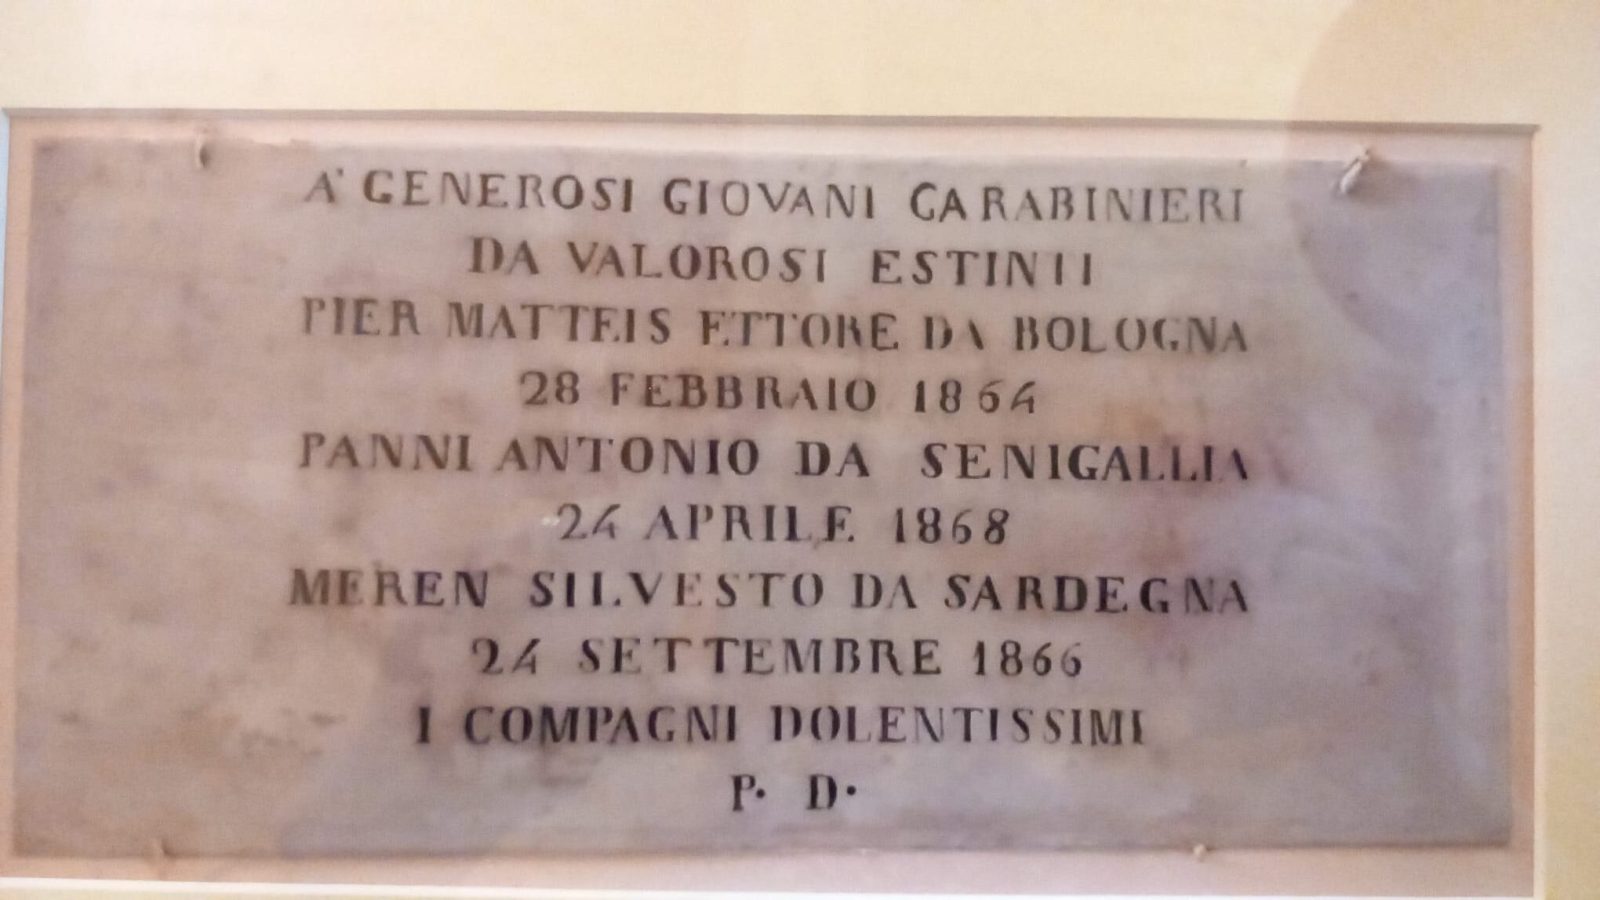 A' GENEROSI GIOVANI CARABINIERI
DA VALOROSI ESTINTI
PIER MATTEIS ETTORE DA BOLOGNA
28 FEBBRAIO 1864
PANNI ANTONIO DA SENIGALLIA
24 APRILE 1868
MEREN SILVESTO DA SARDEGNA
24 SETTEMBRE 1866
I COMPAGNI DOLENTISSIMI
P. D.